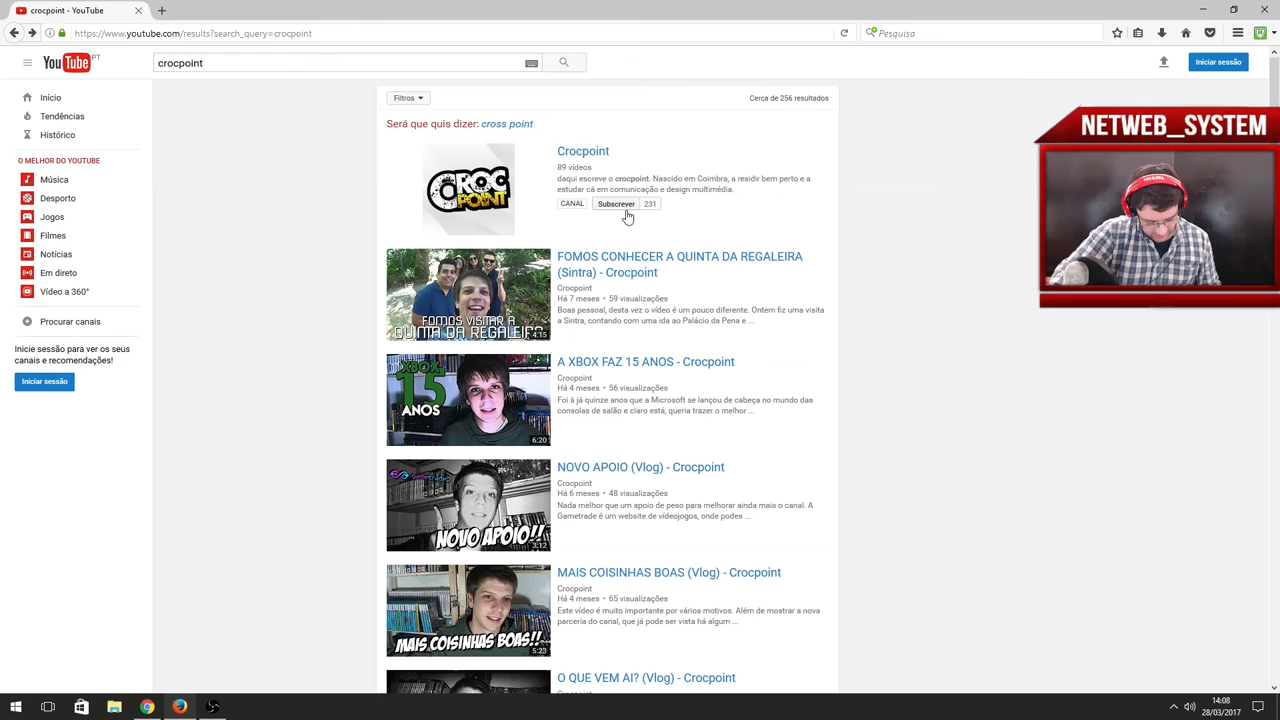 crocpoint - YouTube
https://www.youtube.com/results?search_query=crocpoint
Pesquisa
YouTube PT
crocpoint
Iniciar sessão
NETWEB_SYSTEM
Início
Tendências
Histórico
O MELHOR DO YOUTUBE
Música
Desporto
Jogos
Filmes
Notícias
Em direto
Vídeo a 360°
Procurar canais
Inicie sessão para ver os seus
canais e recomendações!
Iniciar sessão
Filtros
Cerca de 256 resultados
Será que quis dizer: cross point
CROC
POINT
Crocpoint
89 vídeos
daqui escreve o crocpoint. Nascido em Coimbra, a residir bem perto e a
estudar cá em comunicação e design multimédia.
CANAL
Subscrever 231
FOMOS VISITAR A
QUINTA DA REGALEIRA
4:15
FOMOS CONHECER A QUINTA DA REGALEIRA
(Sintra) - Crocpoint
Crocpoint
Há 7 meses • 59 visualizações
Boas pessoal, desta vez o vídeo é um pouco diferente. Ontem fiz uma visita
a Sintra, contando com uma ida ao Palácio da Pena e ...
XBOX
15
ANOS
6:20
A XBOX FAZ 15 ANOS - Crocpoint
Crocpoint
Há 4 meses • 56 visualizações
Foi à já quinze anos que a Microsoft se lançou de cabeça no mundo das
consolas de salão e claro está, queria trazer o melhor ...
gametrade
NOVO APOIO!!
3:12
NOVO APOIO (Vlog) - Crocpoint
Crocpoint
Há 6 meses • 48 visualizações
Nada melhor que um apoio de peso para melhorar ainda mais o canal. A
Gametrade é um website de vídeojogos, onde podes ...
MAIS COISINHAS BOAS!!
5:23
MAIS COISINHAS BOAS (Vlog) - Crocpoint
Crocpoint
Há 4 meses • 65 visualizações
Este vídeo é muito importante por vários motivos. Além de mostrar a nova
parceria do canal, que já pode ser vista há algum ...
O QUE VEM AI? (Vlog) - Crocpoint
Crocpoint
14:08
28/03/2017